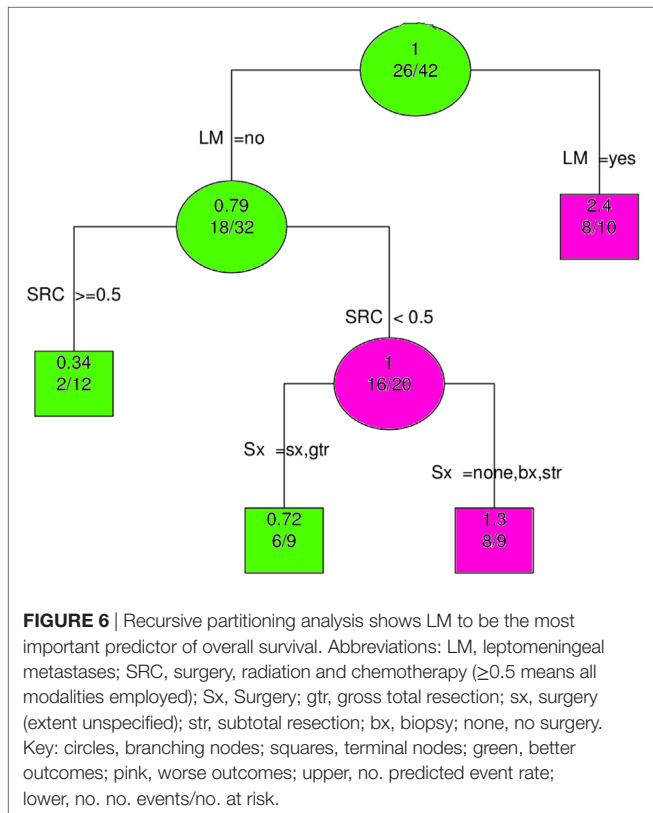 1
26/42
LM =no
LM =yes
0.79
18/32
2.4
8/10
SRC >=0.5
SRC < 0.5
0.34
2/12
1
16/20
Sx =sx,gtr
Sx =none,bx,str
0.72
6/9
1.3
8/9
FIGURE 6 | Recursive partitioning analysis shows LM to be the most
important predictor of overall survival. Abbreviations: LM, leptomeningeal
metastases; SRC, surgery, radiation and chemotherapy (≥0.5 means all
modalities employed); Sx, Surgery; gtr, gross total resection; sx, surgery
(extent unspecified); str, subtotal resection; bx, biopsy; none, no surgery.
Key: circles, branching nodes; squares, terminal nodes; green, better
outcomes; pink, worse outcomes; upper, no. predicted event rate;
lower, no. no. events/no. at risk.